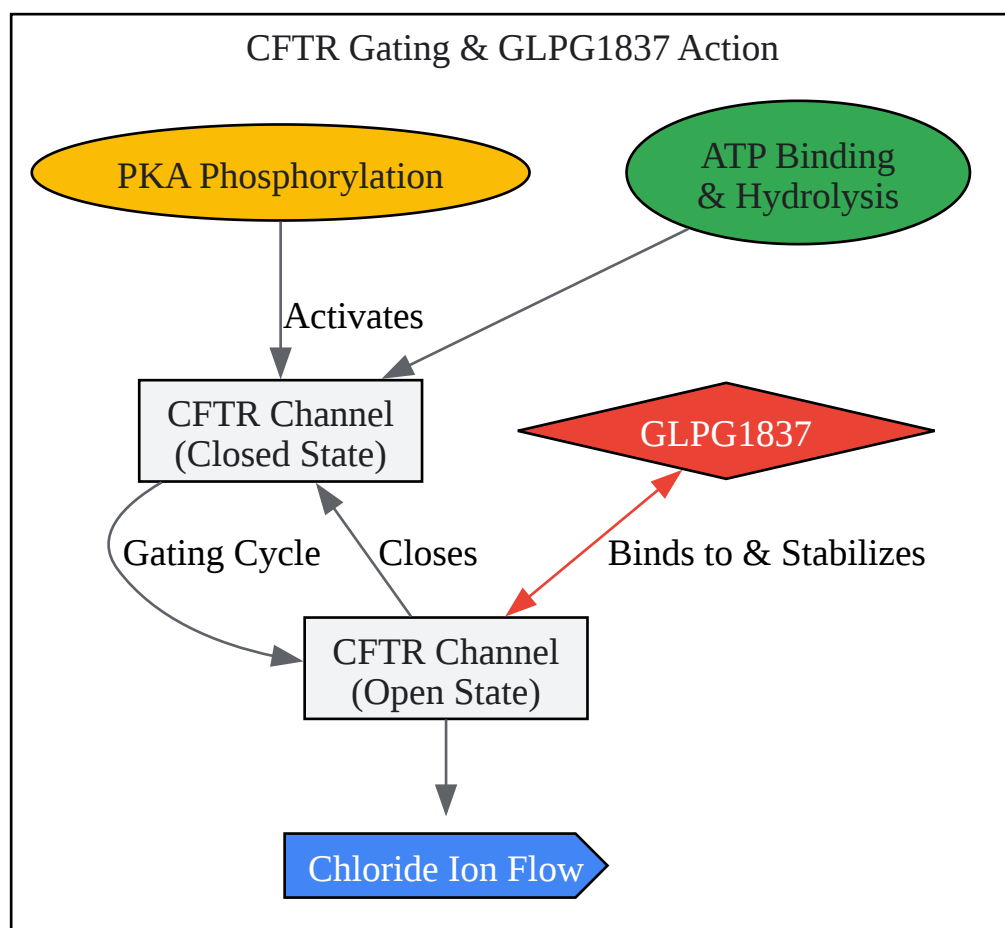 CFTR Gating & GLPG1837 Action
PKA Phosphorylation
ATP Binding
& Hydrolysis
Activates
CFTR Channel
(Closed State)
GLPG1837
Gating Cycle
Closes
Binds to & Stabilizes
CFTR Channel
(Open State)
Chloride Ion Flow